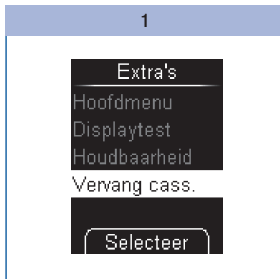 1
Extra's
Hoofdmenu
Displaytest
Houdbaarheid
Vervang cass.
Selecteer